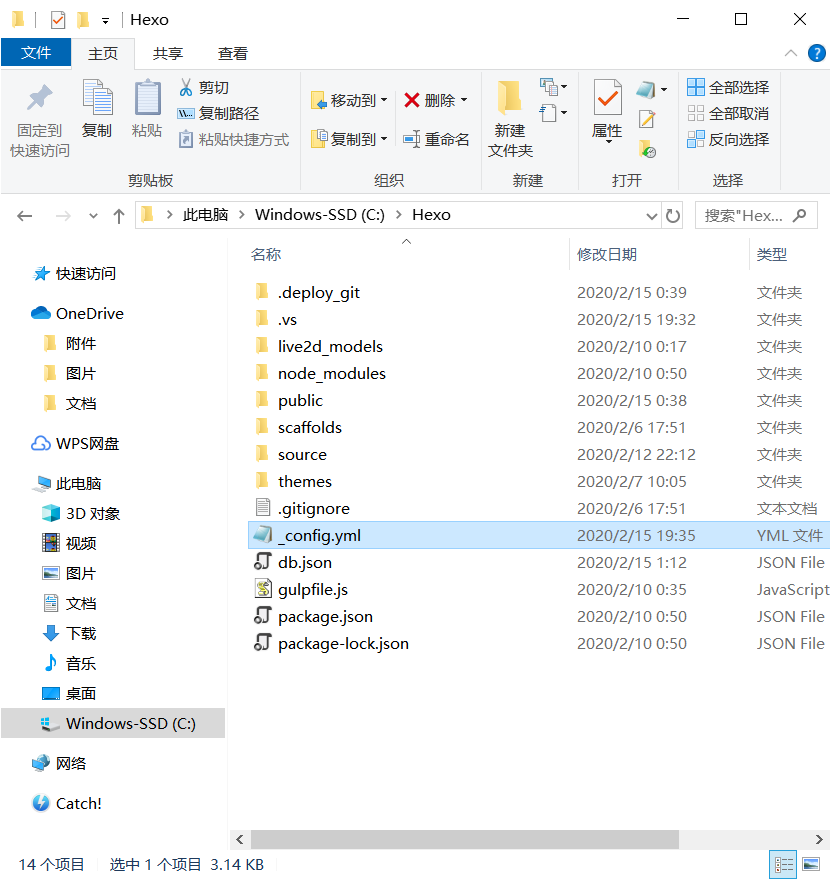 Hexo
文件 主页 共享 查看
固定到快速访问 复制 粘贴 剪切 复制路径 粘贴快捷方式
移动到 复制到 删除 重命名
新建文件夹
属性
全部选择 全部取消 反向选择
剪贴板 组织 新建 打开 选择
此电脑 Windows-SSD (C:) Hexo 搜索"Hex...
名称 修改日期 类型
快速访问
OneDrive
附件
图片
文档
WPS网盘
此电脑
3D 对象
视频
图片
文档
下载
音乐
桌面
Windows-SSD (C:)
网络
Catch!
.deploy_git 2020/2/15 0:39 文件夹
.vs 2020/2/15 19:32 文件夹
live2d_models 2020/2/10 0:17 文件夹
node_modules 2020/2/10 0:50 文件夹
public 2020/2/15 0:38 文件夹
scaffolds 2020/2/6 17:51 文件夹
source 2020/2/12 22:12 文件夹
themes 2020/2/7 10:05 文件夹
.gitignore 2020/2/6 17:51 文本文档
_config.yml 2020/2/15 19:35 YML 文件
db.json 2020/2/15 1:12 JSON File
gulpfile.js 2020/2/10 0:35 JavaScript
package.json 2020/2/10 0:50 JSON File
package-lock.json 2020/2/10 0:50 JSON File
14 个项目 选中 1 个项目 3.14 KB